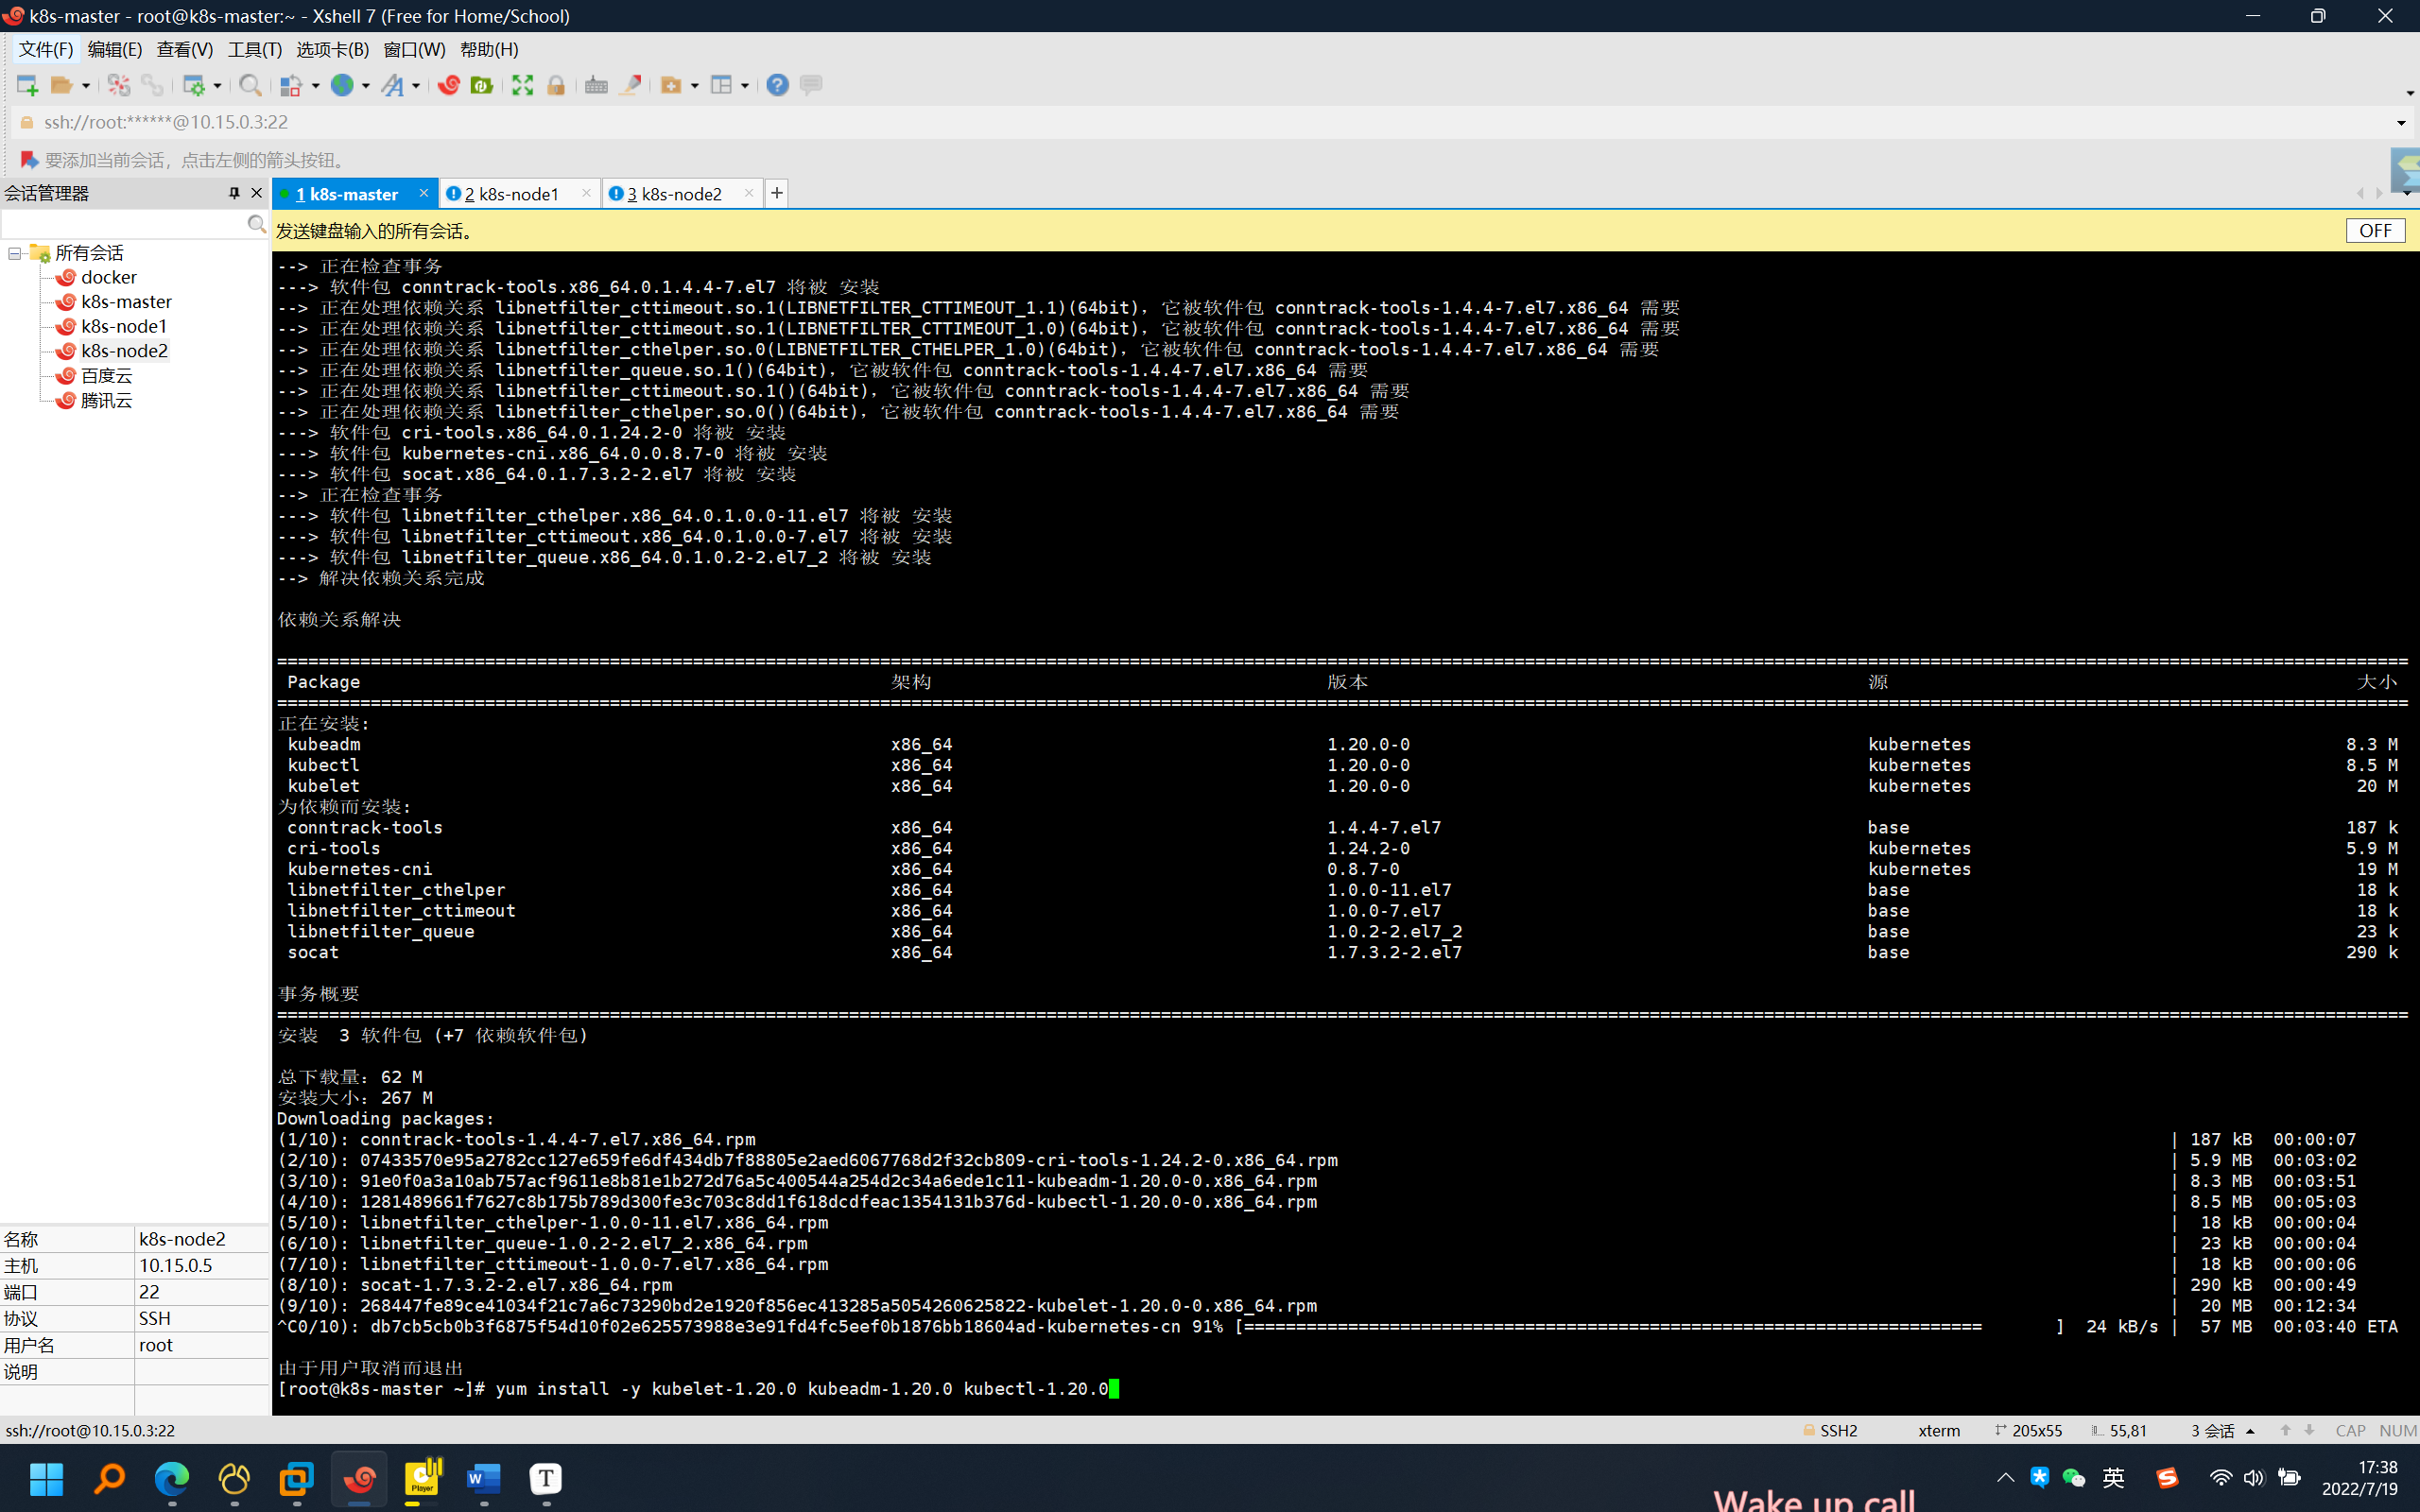 k8s-master - root@k8s-master:~ - Xshell 7 (Free for Home/School)
文件(F) 编辑(E) 查看(V) 工具(T) 选项卡(B) 窗口(W) 帮助(H)
ssh://root:******@10.15.0.3:22
要添加当前会话，点击左侧的箭头按钮。
会话管理器
1 k8s-master
2 k8s-node1
3 k8s-node2
发送键盘输入的所有会话。
OFF
所有会话
docker
k8s-master
k8s-node1
k8s-node2
百度云
腾讯云
--> 正在检查事务
---> 软件包 conntrack-tools.x86_64.0.1.4.4-7.el7 将被 安装
--> 正在处理依赖关系 libnetfilter_cttimeout.so.1(LIBNETFILTER_CTTIMEOUT_1.1)(64bit)，它被软件包 conntrack-tools-1.4.4-7.el7.x86_64 需要
--> 正在处理依赖关系 libnetfilter_cttimeout.so.1(LIBNETFILTER_CTTIMEOUT_1.0)(64bit)，它被软件包 conntrack-tools-1.4.4-7.el7.x86_64 需要
--> 正在处理依赖关系 libnetfilter_cthelper.so.0(LIBNETFILTER_CTHELPER_1.0)(64bit)，它被软件包 conntrack-tools-1.4.4-7.el7.x86_64 需要
--> 正在处理依赖关系 libnetfilter_queue.so.1()(64bit)，它被软件包 conntrack-tools-1.4.4-7.el7.x86_64 需要
--> 正在处理依赖关系 libnetfilter_cttimeout.so.1()(64bit)，它被软件包 conntrack-tools-1.4.4-7.el7.x86_64 需要
--> 正在处理依赖关系 libnetfilter_cthelper.so.0()(64bit)，它被软件包 conntrack-tools-1.4.4-7.el7.x86_64 需要
---> 软件包 cri-tools.x86_64.0.1.24.2-0 将被 安装
---> 软件包 kubernetes-cni.x86_64.0.0.8.7-0 将被 安装
---> 软件包 socat.x86_64.0.1.7.3.2-2.el7 将被 安装
--> 正在检查事务
---> 软件包 libnetfilter_cthelper.x86_64.0.1.0.0-11.el7 将被 安装
---> 软件包 libnetfilter_cttimeout.x86_64.0.1.0.0-7.el7 将被 安装
---> 软件包 libnetfilter_queue.x86_64.0.1.0.2-2.el7_2 将被 安装
--> 解决依赖关系完成
依赖关系解决
Package 架构 版本 源 大小
正在安装:
kubeadm x86_64 1.20.0-0 kubernetes 8.3 M
kubectl x86_64 1.20.0-0 kubernetes 8.5 M
kubelet x86_64 1.20.0-0 kubernetes 20 M
为依赖而安装:
conntrack-tools x86_64 1.4.4-7.el7 base 187 k
cri-tools x86_64 1.24.2-0 kubernetes 5.9 M
kubernetes-cni x86_64 0.8.7-0 kubernetes 19 M
libnetfilter_cthelper x86_64 1.0.0-11.el7 base 18 k
libnetfilter_cttimeout x86_64 1.0.0-7.el7 base 18 k
libnetfilter_queue x86_64 1.0.2-2.el7_2 base 23 k
socat x86_64 1.7.3.2-2.el7 base 290 k
事务概要
安装 3 软件包 (+7 依赖软件包)
总下载量：62 M
安装大小：267 M
Downloading packages:
(1/10): conntrack-tools-1.4.4-7.el7.x86_64.rpm | 187 kB 00:00:07
(2/10): 07433570e95a2782cc127e659fe6df434db7f88805e2aed6067768d2f32cb809-cri-tools-1.24.2-0.x86_64.rpm | 5.9 MB 00:03:02
(3/10): 91e0f0a3a10ab757acf9611e8b81e1b272d76a5c400544a254d2c34a6ede1c11-kubeadm-1.20.0-0.x86_64.rpm | 8.3 MB 00:03:51
(4/10): 1281489661f7627c8b175b789d300fe3c703c8dd1f618dcdfeac1354131b376d-kubectl-1.20.0-0.x86_64.rpm | 8.5 MB 00:05:03
(5/10): libnetfilter_cthelper-1.0.0-11.el7.x86_64.rpm | 18 kB 00:00:04
(6/10): libnetfilter_queue-1.0.2-2.el7_2.x86_64.rpm | 23 kB 00:00:04
(7/10): libnetfilter_cttimeout-1.0.0-7.el7.x86_64.rpm | 18 kB 00:00:06
(8/10): socat-1.7.3.2-2.el7.x86_64.rpm | 290 kB 00:00:49
(9/10): 268447fe89ce41034f21c7a6c73290bd2e1920f856ec413285a5054260625822-kubelet-1.20.0-0.x86_64.rpm | 20 MB 00:12:34
^C0/10): db7cb5cb0b3f6875f54d10f02e625573988e3e91fd4fc5eef0b1876bb18604ad-kubernetes-cn 91% [======================================================================= ] 24 kB/s | 57 MB 00:03:40 ETA
由于用户取消而退出
[root@k8s-master ~]# yum install -y kubelet-1.20.0 kubeadm-1.20.0 kubectl-1.20.0
名称 k8s-node2
主机 10.15.0.5
端口 22
协议 SSH
用户名 root
说明
ssh://root@10.15.0.3:22 SSH2 xterm 205x55 55,81 3 会话 CAP NUM
Player
W
T
Wake up call
英
S
17:38
2022/7/19